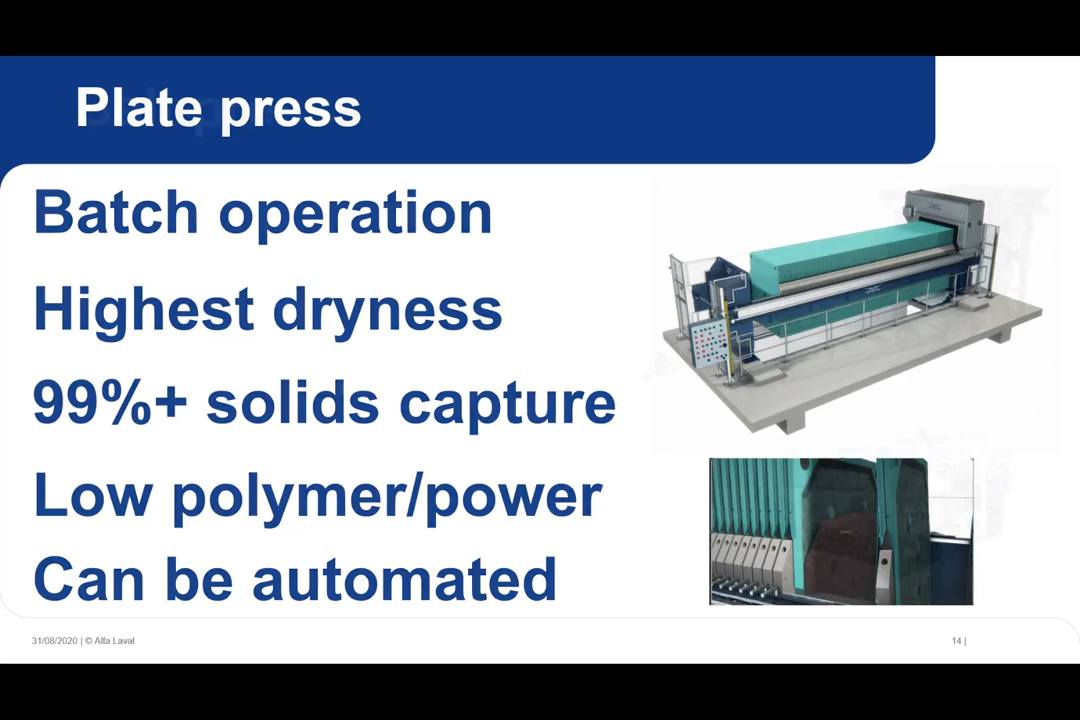 Plate press
Batch operation
Highest dryness
99%+ solids capture
Low polymer/power
Can be automated
31/08/2020 | © Alfa Laval
14 |